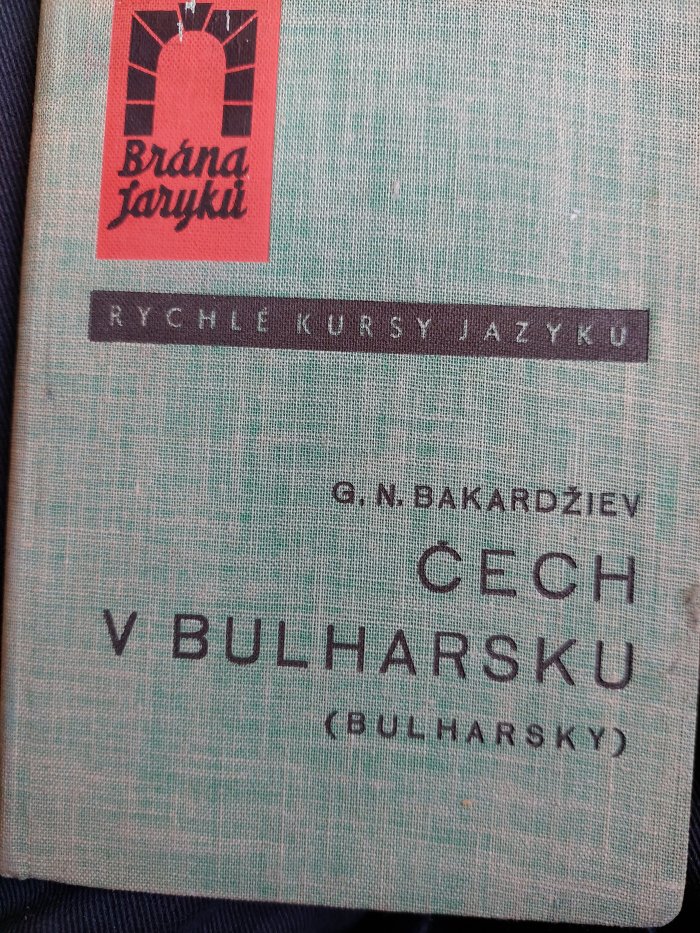 Brána
Jazyků
RYCHLÉ KURSY JAZYKŮ
G. N. BAKARDŽIEV
ČECH
V BULHARSKU
(BULHARSKY)